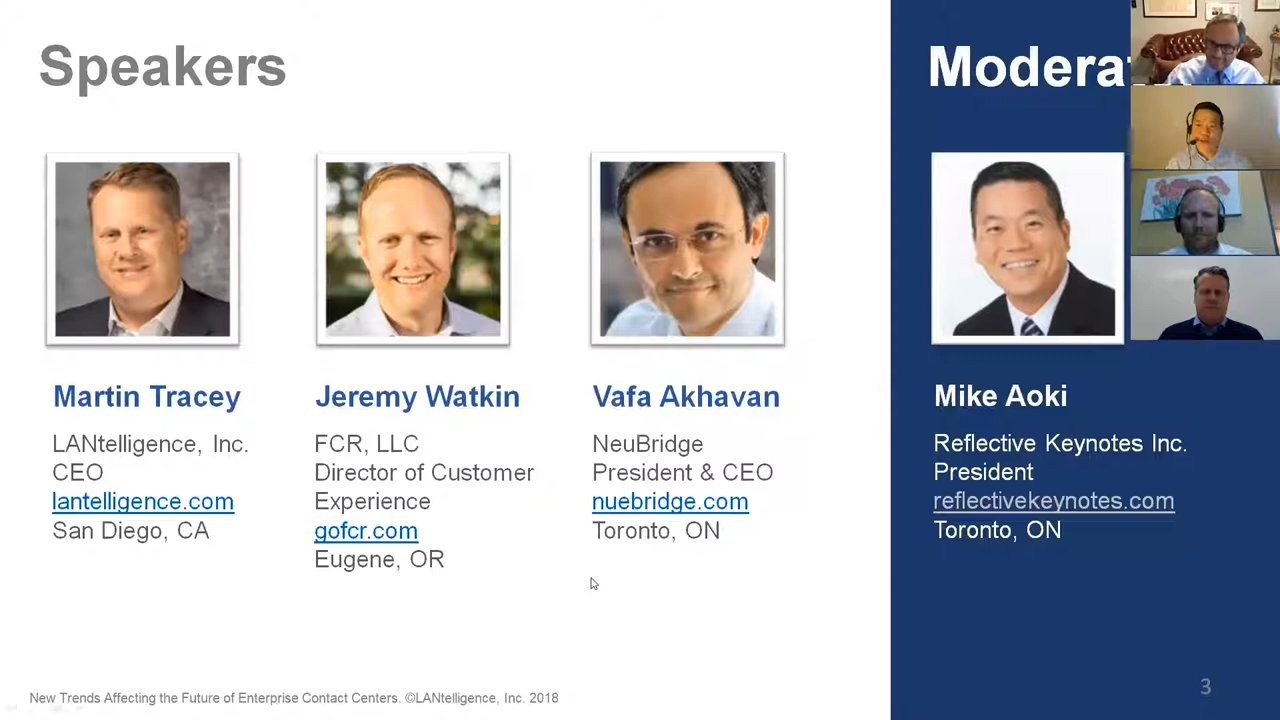 Speakers
Martin Tracey
LANtelligence, Inc.
CEO
lantelligence.com
San Diego, CA
Jeremy Watkin
FCR, LLC
Director of Customer
Experience
gofcr.com
Eugene, OR
Vafa Akhavan
NeuBridge
President & CEO
nuebridge.com
Toronto, ON
Modera
Mike Aoki
Reflective Keynotes Inc.
President
reflectivekeynotes.com
Toronto, ON
New Trends Affecting the Future of Enterprise Contact Centers. ©LANtelligence, Inc. 2018
3